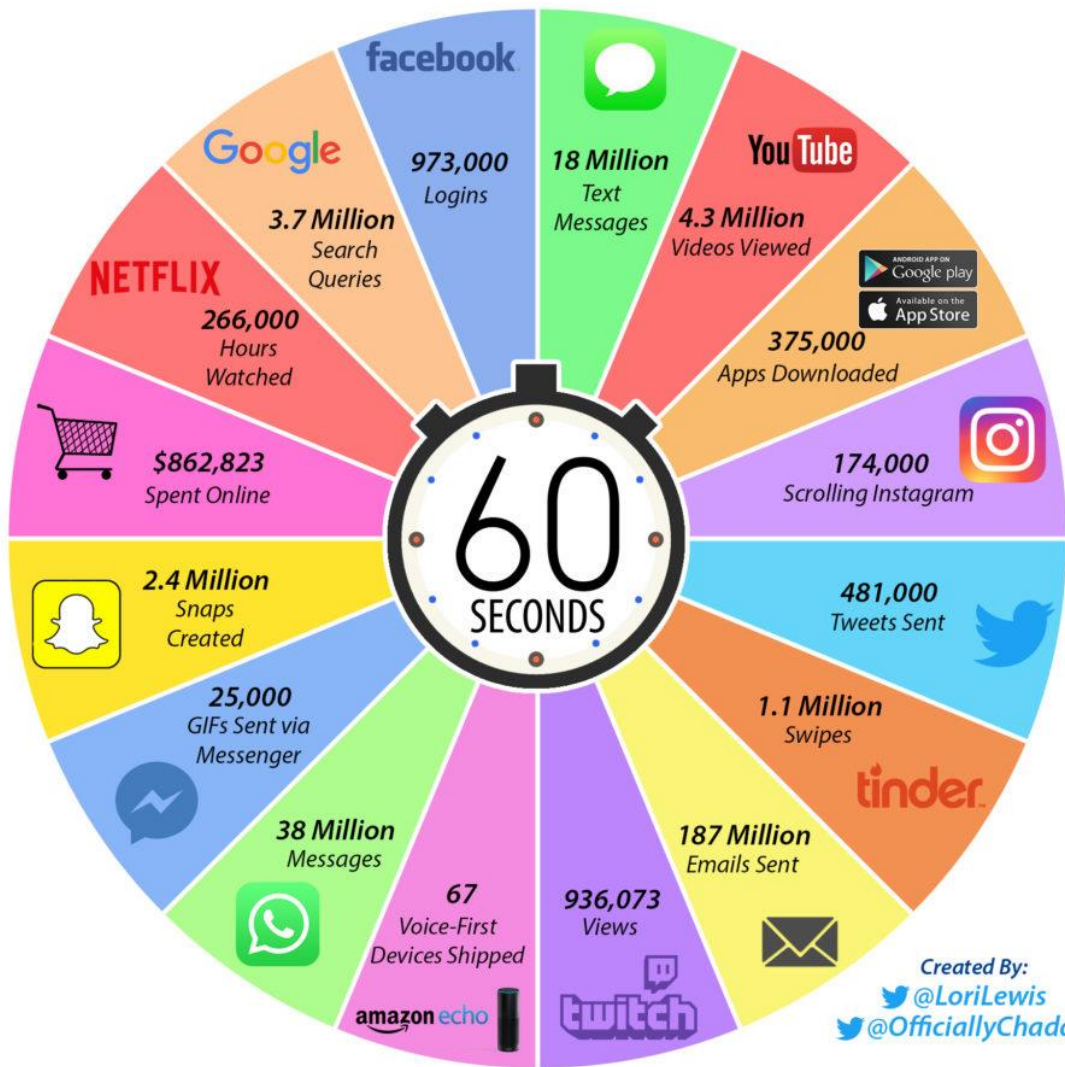 facebook
973,000
Logins
18 Million
Text
Messages
YouTube
4.3 Million
Videos Viewed
ANDROID APP ON
Google play
Available on the
App Store
375,000
Apps Downloaded
174,000
Scrolling Instagram
481,000
Tweets Sent
1.1 Million
Swipes
tinder
187 Million
Emails Sent
936,073
Views
twitch
67
Voice-First
Devices Shipped
amazon echo
38 Million
Messages
25,000
GIFs Sent via
Messenger
2.4 Million
Snaps
Created
$862,823
Spent Online
NETFLIX
266,000
Hours
Watched
Google
3.7 Million
Search
Queries
60
SECONDS
Created By:
@LoriLewis
@OfficiallyChadd